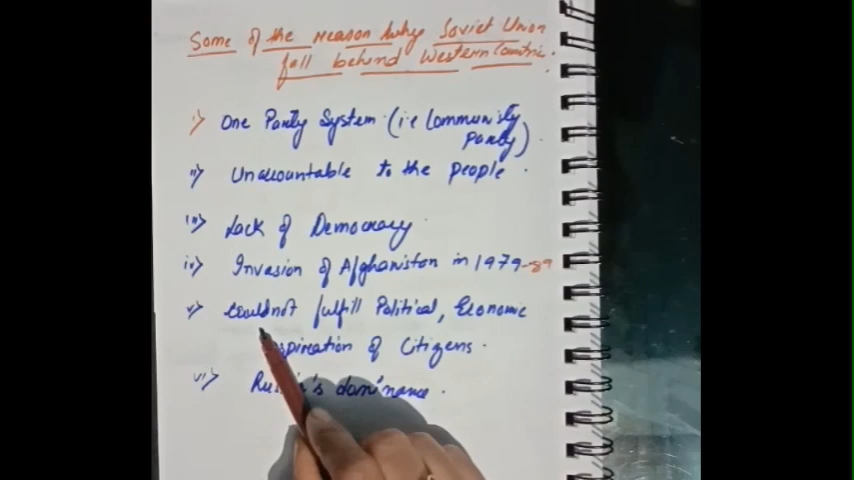 Some of the reason why Soviet Union
fall behind Western Countrie.
i> One Party System (i.e Community
Party).
ii> Unaccountable to the people.
iii> Lack of Democracy.
iv> Invasion of Afghanistan in 1979-89
v> Couldnot fulfill Political, Economic
aspiration of Citizens.
vi> Russia's dominance.